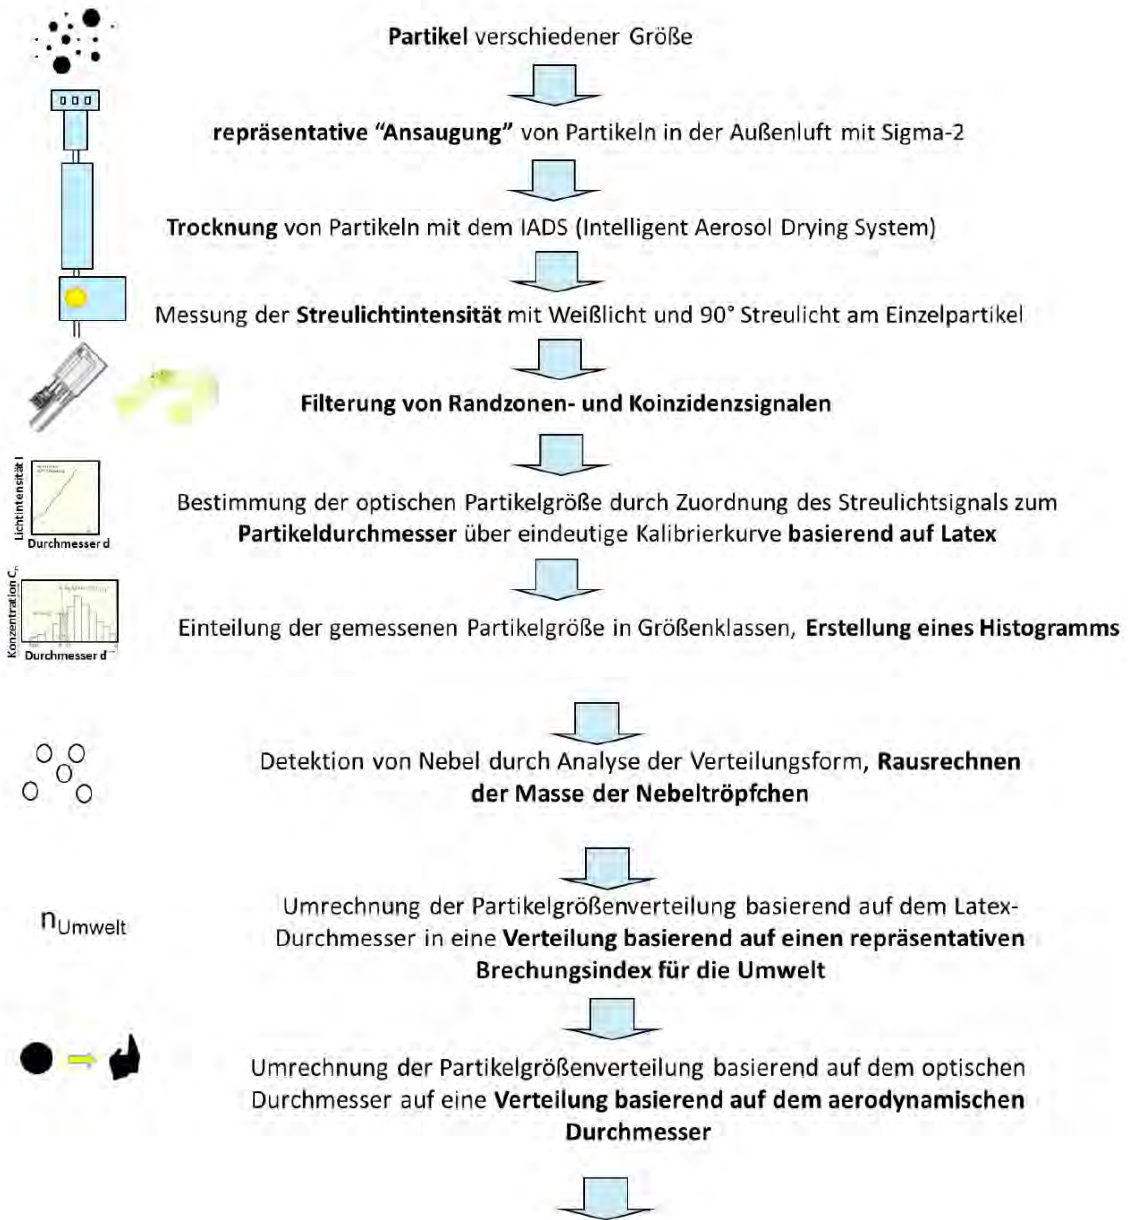 Partikel verschiedener Größe
repräsentative “Ansaugung” von Partikeln in der Außenluft mit Sigma-2
Trocknung von Partikeln mit dem IADS (Intelligent Aerosol Drying System)
Messung der Streulichtintensität mit Weißlicht und 90° Streulicht am Einzelpartikel
Filterung von Randzonen- und Koinzidenzsignalen
Lichtintensität I
Durchmesser d
Bestimmung der optischen Partikelgröße durch Zuordnung des Streulichtsignals zum
Partikeldurchmesser über eindeutige Kalibrierkurve basierend auf Latex
Konzentration Cn
Durchmesser d
Einteilung der gemessenen Partikelgröße in Größenklassen, Erstellung eines Histogramms
Detektion von Nebel durch Analyse der Verteilungsform, Rausrechnen
der Masse der Nebeltröpfchen
nUmwelt
Umrechnung der Partikelgrößenverteilung basierend auf dem Latex-
Durchmesser in eine Verteilung basierend auf einen repräsentativen
Brechungsindex für die Umwelt
Umrechnung der Partikelgrößenverteilung basierend auf dem optischen
Durchmesser auf eine Verteilung basierend auf dem aerodynamischen
Durchmesser